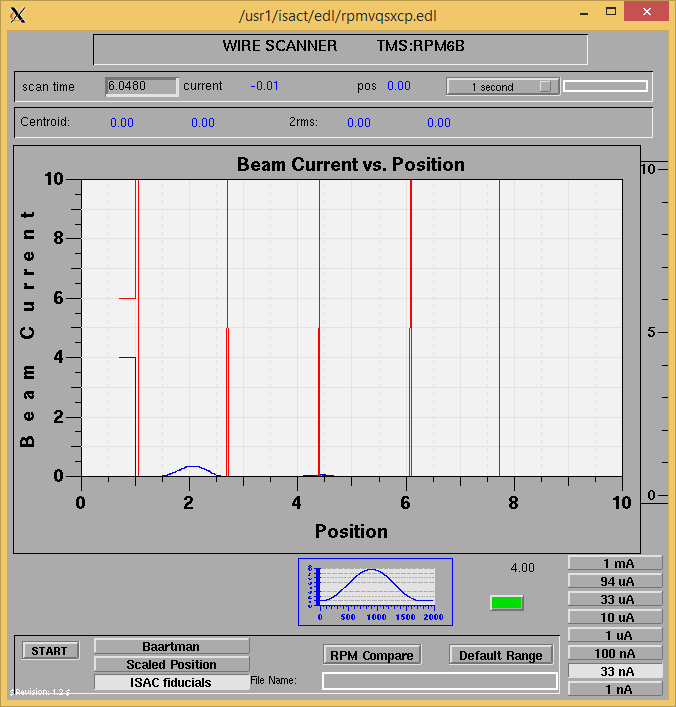 /usr1/isact/edl/rpmvqsxcp.edl
WIRE SCANNER TMS:RPM6B
scan time 6.0480 current -0.01 pos 0.00 1 second
Centroid: 0.00 0.00 2rms: 0.00 0.00
Beam Current vs. Position
10
8
6
4
2
0
Beam Current
0 2 4 6 8 10
Position
10
5
0
8
0 500 1000 1500 2000
4.00
1 mA
94 uA
33 uA
10 uA
1 uA
100 nA
33 nA
1 nA
START
Baartman
Scaled Position
ISAC fiducials
RPM Compare
Default Range
File Name:
$Revision: 1.2 $